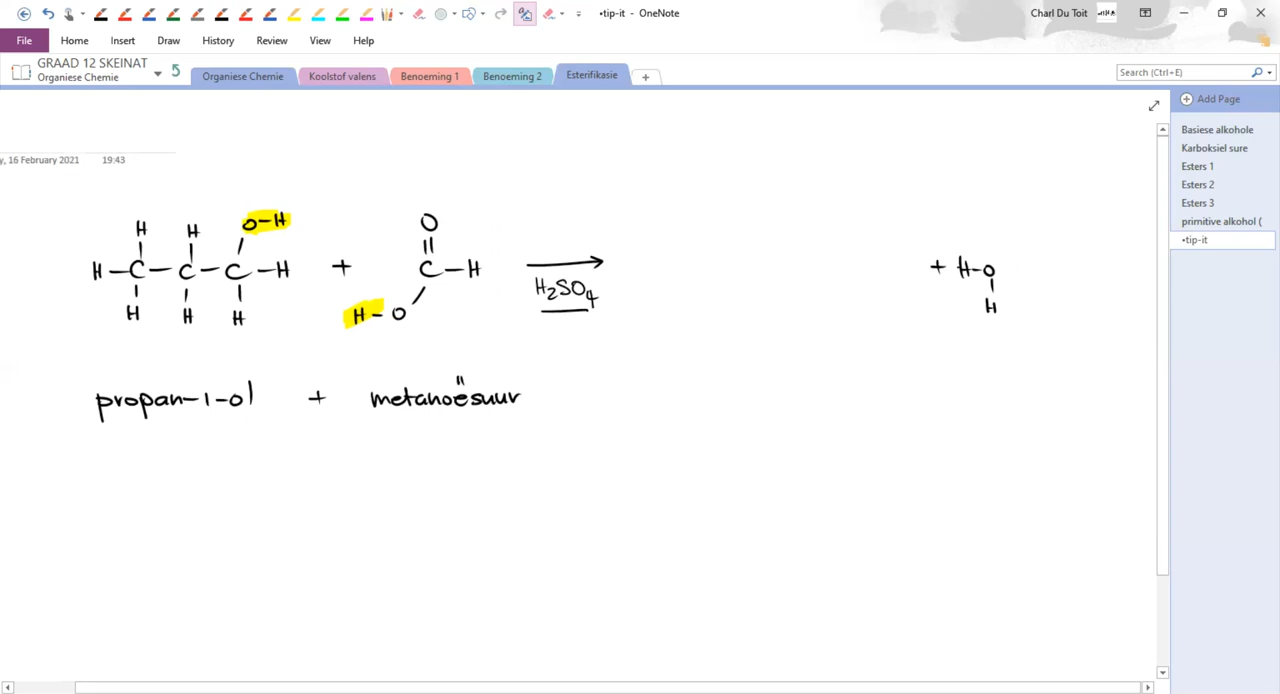 •tip-it - OneNote
Charl Du Toit
File Home Insert Draw History Review View Help
GRAAD 12 SKEINAT
Organiese Chemie
Organiese Chemie Koolstof valens Benoeming 1 Benoeming 2 Esterifikasie +
Search (Ctrl+E)
Add Page
Basiese alkohole
Karboksiel sure
Esters 1
Esters 2
Esters 3
primitive alkohol (
•tip-it
y, 16 February 2021 19:43
H H O-H O
H-C-C-C-H + C-H → + H-O
H H H H-O H2SO4 H
propan-1-ol + metanoësuur